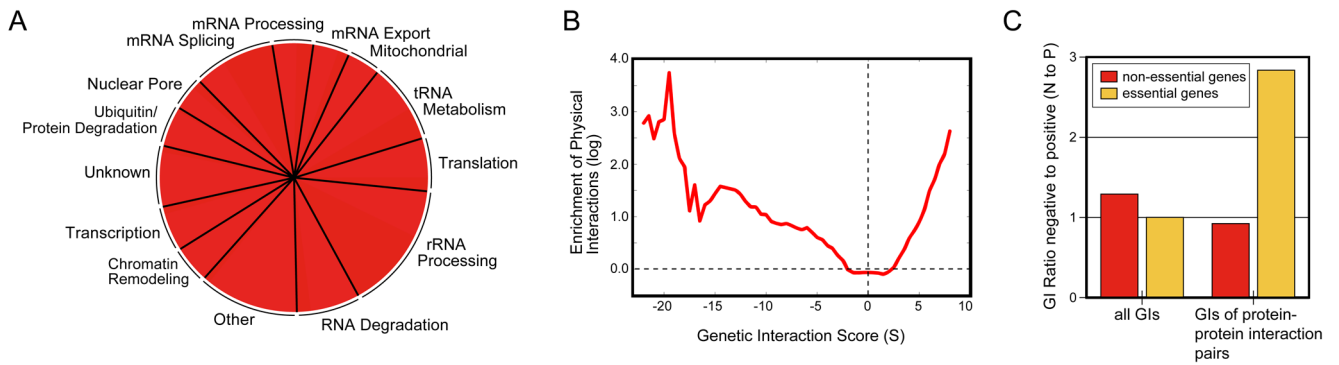 A
mRNA Processing
mRNA Splicing
mRNA Export
Mitochondrial
Nuclear Pore
tRNA
Metabolism
Ubiquitin/
Protein Degradation
Translation
Unknown
Transcription
rRNA
Processing
Chromatin
Remodeling
Other
RNA Degradation
B
Enrichment of Physical
Interactions (log)
4.0
3.0
2.0
1.0
0.0
-20
-15
-10
-5
0
5
10
Genetic Interaction Score (S)
C
GI Ratio negative to positive (N to P)
3
2
1
0
non-essential genes
essential genes
all GIs
GIs of protein-
protein interaction
pairs